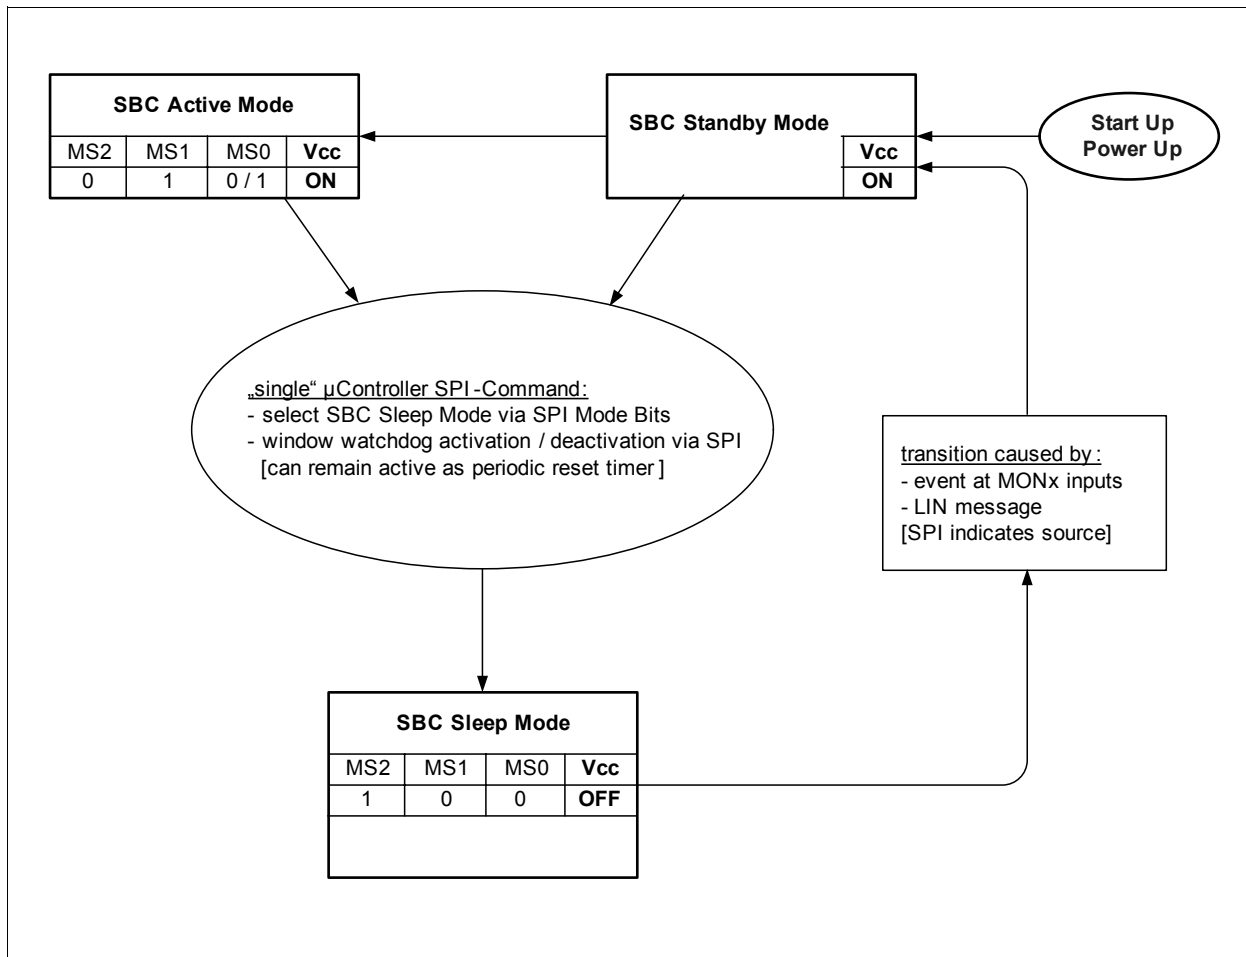 SBC Active Mode
MS2 MS1 MS0 Vcc
0 1 0 / 1 ON
SBC Standby Mode
Vcc
ON
Start Up
Power Up
„single“ µController SPI-Command:
- select SBC Sleep Mode via SPI Mode Bits
- window watchdog activation / deactivation via SPI
[can remain active as periodic reset timer]
transition caused by:
- event at MONx inputs
- LIN message
[SPI indicates source]
SBC Sleep Mode
MS2 MS1 MS0 Vcc
1 0 0 OFF